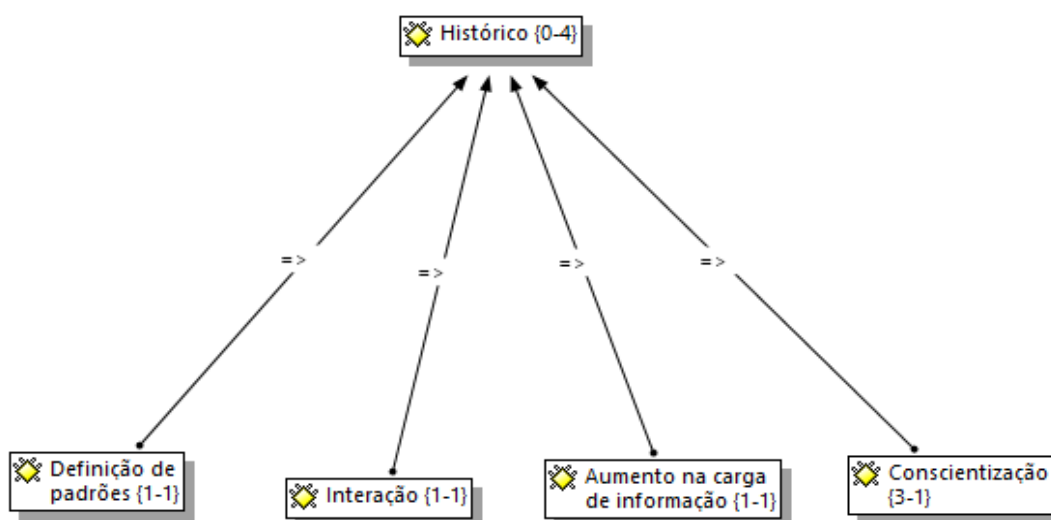 Histórico {0-4}
=>
=>
=>
=>
Definição de
padrões {1-1}
Interação {1-1}
Aumento na carga
de informação {1-1}
Conscientização
{3-1}